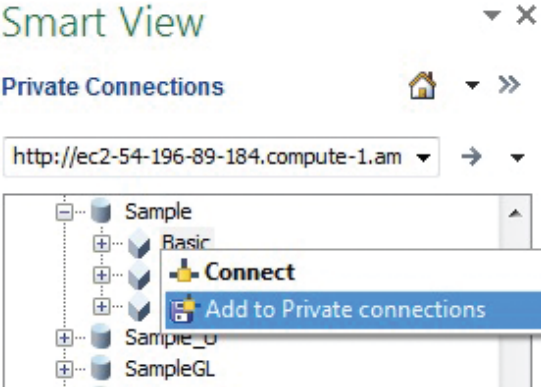 Smart View
Private Connections
http://ec2-54-196-89-184.compute-1.am
Sample
Basic
Connect
Add to Private connections
Sample_U
SampleGL